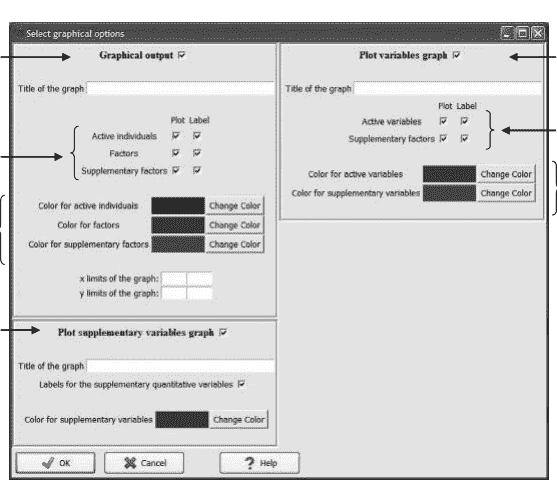 Select graphical options
Graphical output
Title of the graph
Plot Label
Active individuals
Factors
Supplementary factors
Color for active individuals Change Color
Color for factors Change Color
Color for supplementary factors Change Color
x limits of the graph:
y limits of the graph:
Plot supplementary variables graph
Title of the graph
Labels for the supplementary quantitative variables
Color for supplementary variables Change Color
Plot variables graph
Title of the graph
Plot Label
Active variables
Supplementary factors
Color for active variables Change Color
Color for supplementary variables Change Color
OK Cancel ? Help